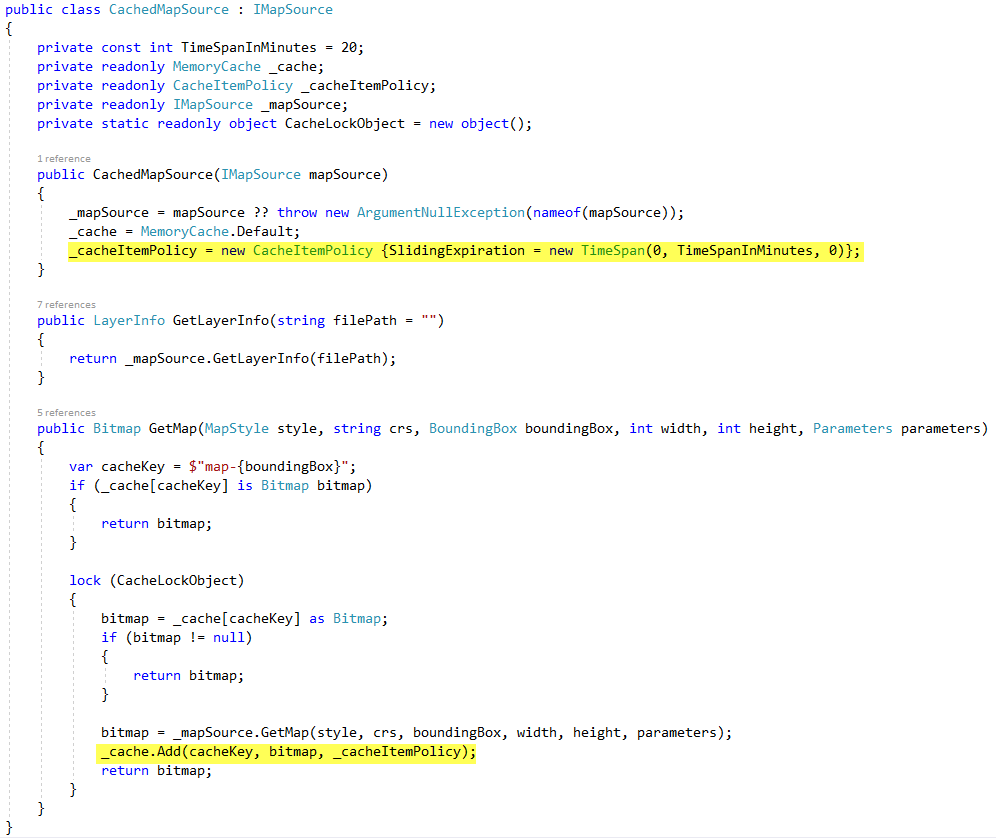 public class CachedMapSource : IMapSource
{
    private const int TimeSpanInMinutes = 20;
    private readonly MemoryCache _cache;
    private readonly CacheItemPolicy _cacheItemPolicy;
    private readonly IMapSource _mapSource;
    private static readonly object CacheLockObject = new object();

    1 reference
    public CachedMapSource(IMapSource mapSource)
    {
        _mapSource = mapSource ?? throw new ArgumentNullException(nameof(mapSource));
        _cache = MemoryCache.Default;
        _cacheItemPolicy = new CacheItemPolicy {SlidingExpiration = new TimeSpan(0, TimeSpanInMinutes, 0)};
    }

    7 references
    public LayerInfo GetLayerInfo(string filePath = "")
    {
        return _mapSource.GetLayerInfo(filePath);
    }

    5 references
    public Bitmap GetMap(MapStyle style, string crs, BoundingBox boundingBox, int width, int height, Parameters parameters)
    {
        var cacheKey = $"map-{boundingBox}";
        if (_cache[cacheKey] is Bitmap bitmap)
        {
            return bitmap;
        }

        lock (CacheLockObject)
        {
            bitmap = _cache[cacheKey] as Bitmap;
            if (bitmap != null)
            {
                return bitmap;
            }

            bitmap = _mapSource.GetMap(style, crs, boundingBox, width, height, parameters);
            _cache.Add(cacheKey, bitmap, _cacheItemPolicy);
            return bitmap;
        }
    }
}